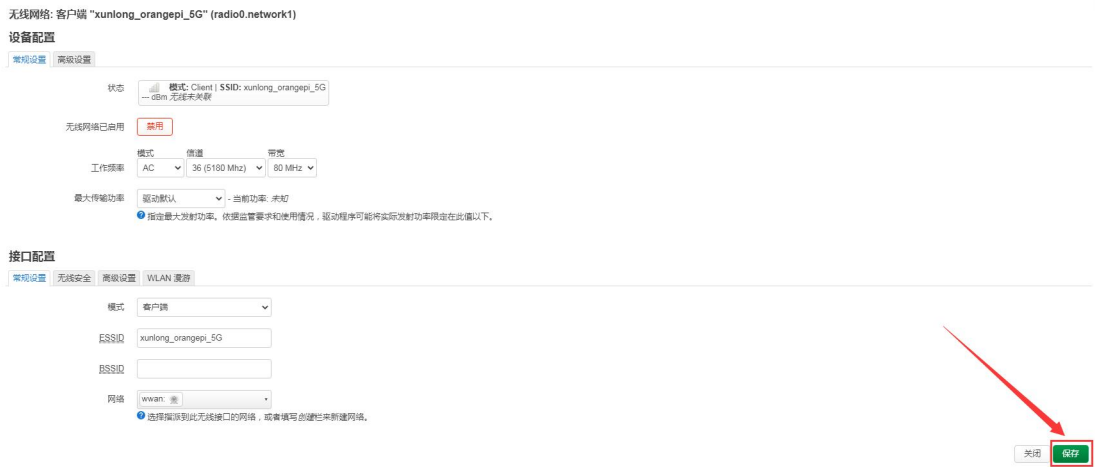 无线网络: 客户端 "xunlong_orangepi_5G" (radio0.network1)
设备配置
常规设置 高级设置
状态 模式: Client | SSID: xunlong_orangepi_5G
--- dBm 无线未关联
无线网络已启用 禁用
模式 信道 带宽
工作频率 AC 36 (5180 Mhz) 80 MHz
最大传输功率 驱动默认 - 当前功率: 未知
指定最大发射功率。依据监管要求和使用情况，驱动程序可能将实际发射功率限定在此值以下。
接口配置
常规设置 无线安全 高级设置 WLAN 漫游
模式 客户端
ESSID xunlong_orangepi_5G
BSSID
网络 wwan:
选择指派到此无线接口的网络，或者填写创建栏来新建网络。
关闭 保存